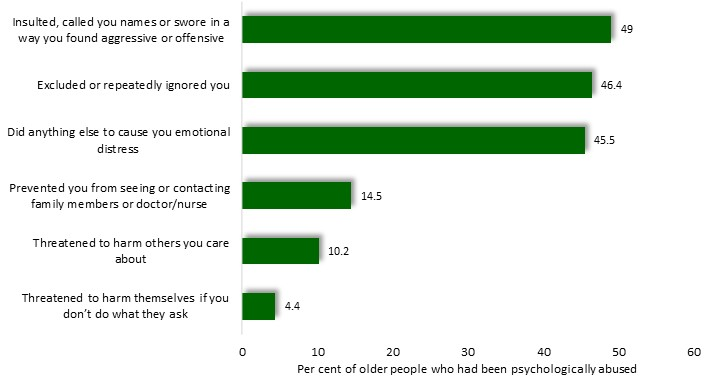 Insulted, called you names or swore in a
way you found aggressive or offensive
49
Excluded or repeatedly ignored you
46.4
Did anything else to cause you emotional
distress
45.5
Prevented you from seeing or contacting
family members or doctor/nurse
14.5
Threatened to harm others you care
about
10.2
Threatened to harm themselves if you
don't do what they ask
4.4
0 10 20 30 40 50 60
Per cent of older people who had been psychologically abused